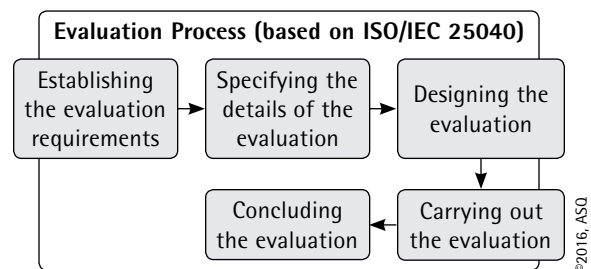 Evaluation Process (based on ISO/IEC 25040)
Establishing
the evaluation
requirements
Specifying the
details of the
evaluation
Designing the
evaluation
Carrying out
the evaluation
Concluding
the evaluation
©2016, ASQ